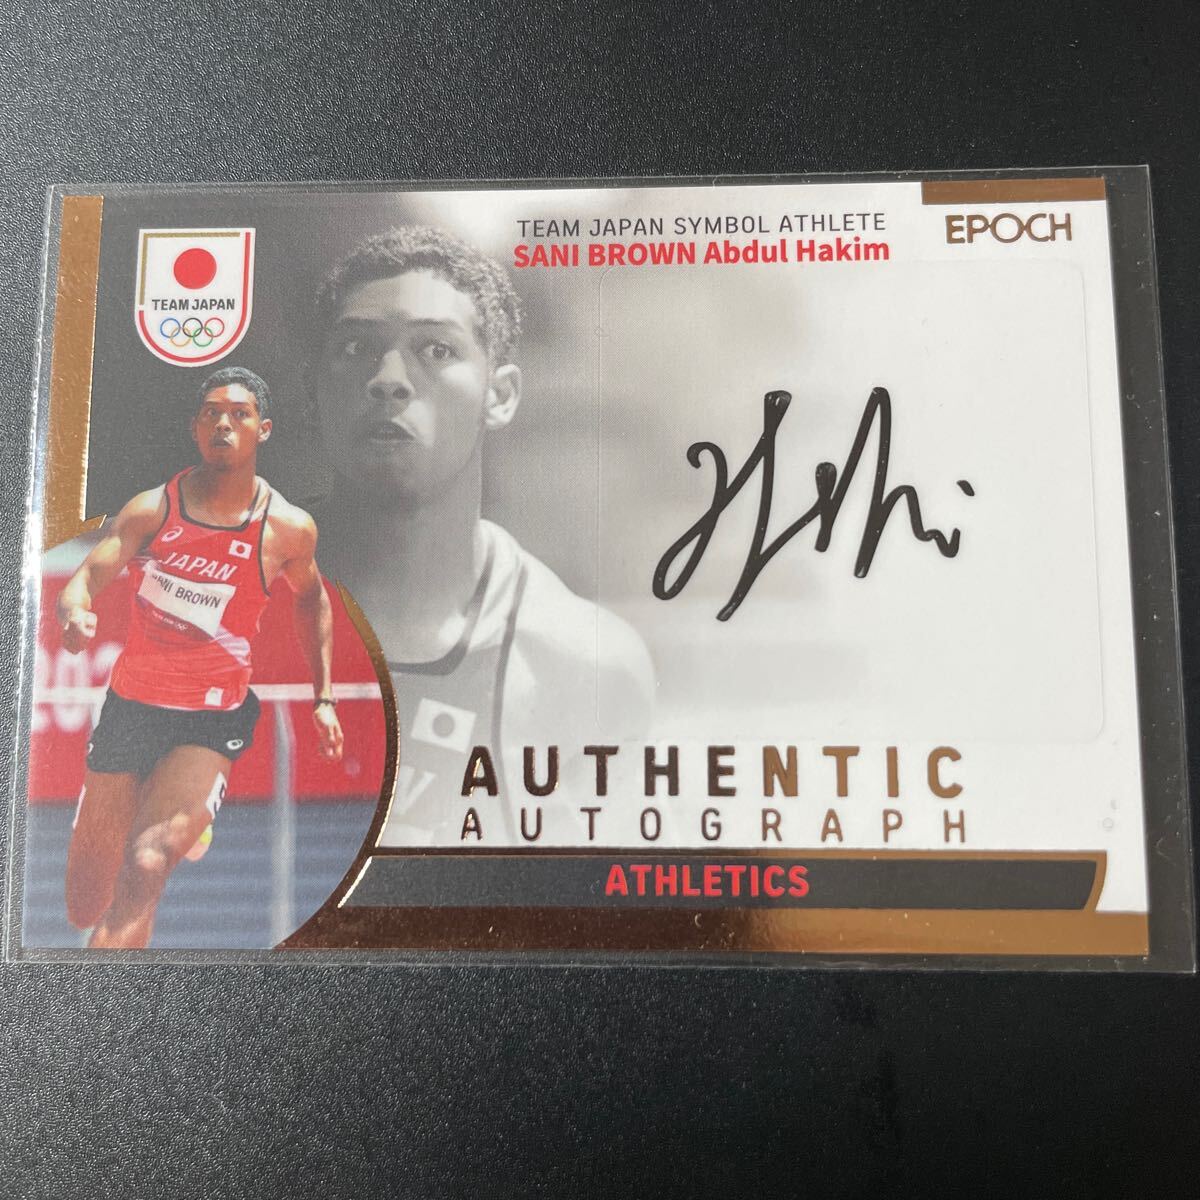 TEAM JAPAN SYMBOL ATHLETE
SANI BROWN Abdul Hakim
EPOCH
TEAM JAPAN
JAPAN
SANI BROWN
AUTHENTIC
AUTOGRAPH
ATHLETICS